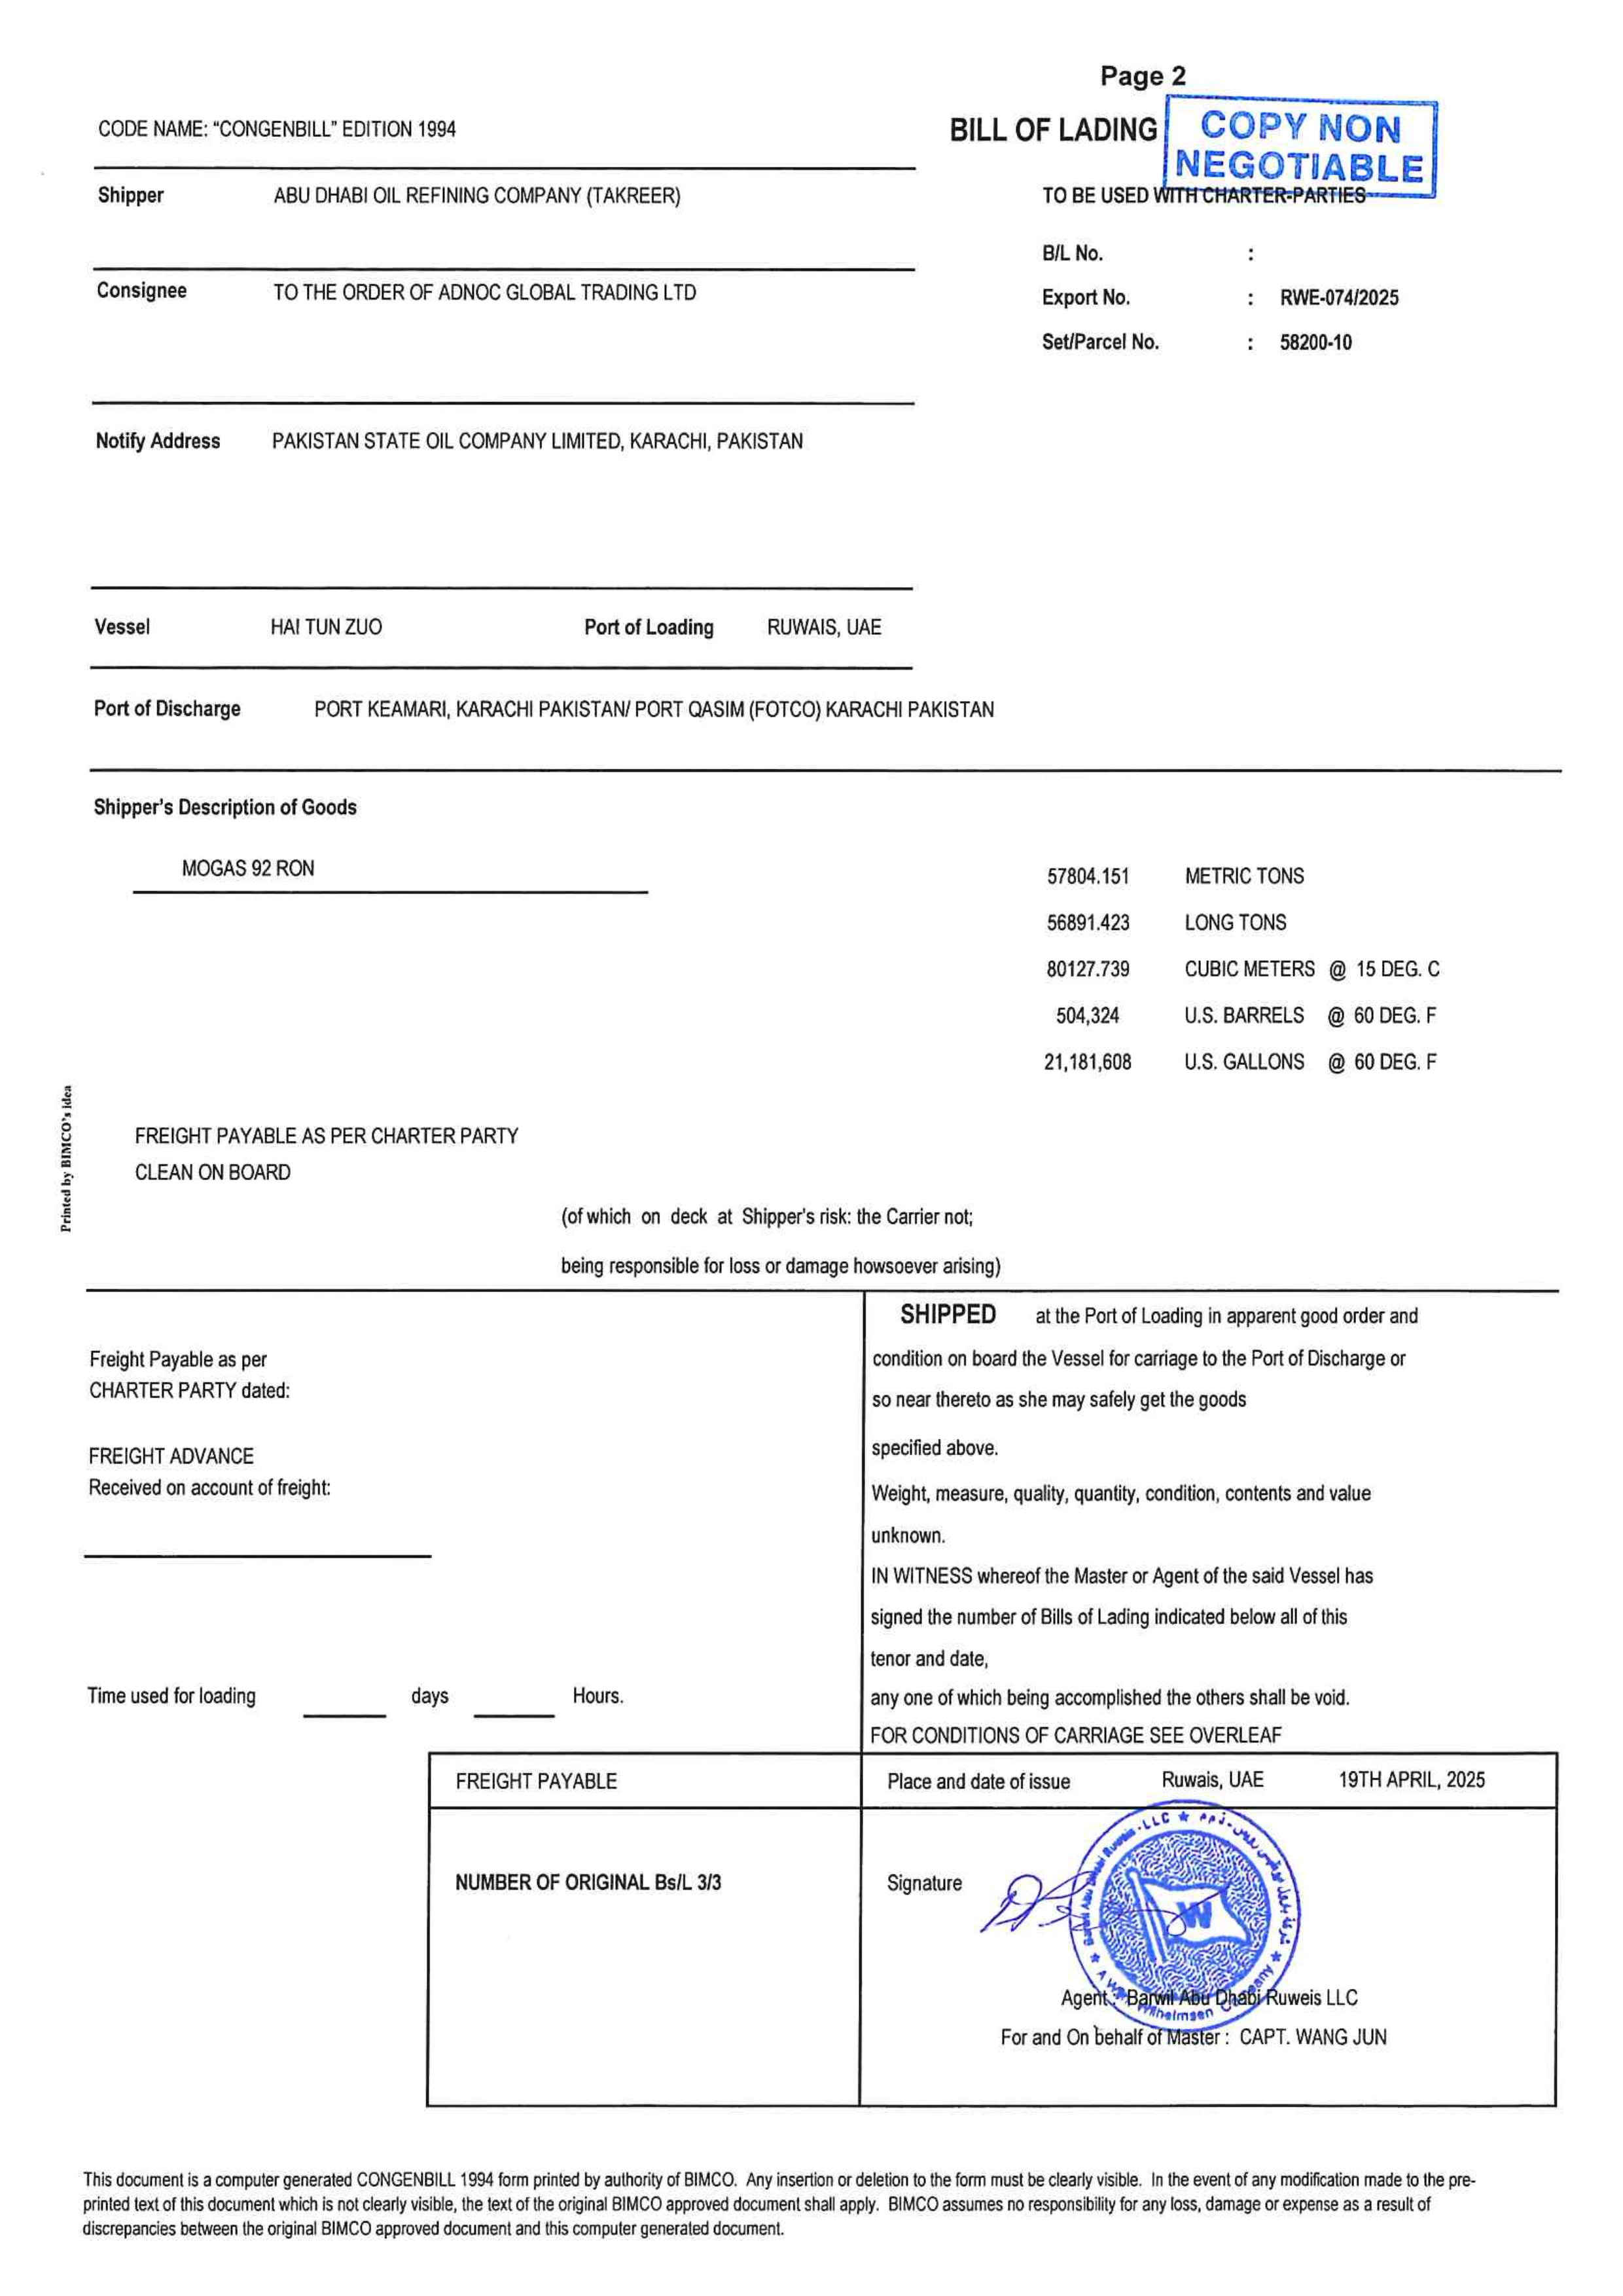 Page 2
CODE NAME: "CONGENBILL" EDITION 1994
BILL OF LADING
COPY NON
NEGOTIABLE
TO BE USED WITH CHARTER-PARTIES
Shipper ABU DHABI OIL REFINING COMPANY (TAKREER)
B/L No. :
Consignee TO THE ORDER OF ADNOC GLOBAL TRADING LTD
Export No. : RWE-074/2025
Set/Parcel No. : 58200-10
Notify Address PAKISTAN STATE OIL COMPANY LIMITED, KARACHI, PAKISTAN
Vessel HAI TUN ZUO Port of Loading RUWAIS, UAE
Port of Discharge PORT KEAMARI, KARACHI PAKISTAN/ PORT QASIM (FOTCO) KARACHI PAKISTAN
Shipper's Description of Goods
MOGAS 92 RON
57804.151 METRIC TONS
56891.423 LONG TONS
80127.739 CUBIC METERS @ 15 DEG. C
504,324 U.S. BARRELS @ 60 DEG. F
21,181,608 U.S. GALLONS @ 60 DEG. F
Printed by BIMCO's idea
FREIGHT PAYABLE AS PER CHARTER PARTY
CLEAN ON BOARD
(of which on deck at Shipper's risk: the Carrier not;
being responsible for loss or damage howsoever arising)
Freight Payable as per
CHARTER PARTY dated:
FREIGHT ADVANCE
Received on account of freight:
Time used for loading days Hours.
SHIPPED at the Port of Loading in apparent good order and
condition on board the Vessel for carriage to the Port of Discharge or
so near thereto as she may safely get the goods
specified above.
Weight, measure, quality, quantity, condition, contents and value
unknown.
IN WITNESS whereof the Master or Agent of the said Vessel has
signed the number of Bills of Lading indicated below all of this
tenor and date,
any one of which being accomplished the others shall be void.
FOR CONDITIONS OF CARRIAGE SEE OVERLEAF
FREIGHT PAYABLE
Place and date of issue Ruwais, UAE 19TH APRIL, 2025
NUMBER OF ORIGINAL Bs/L 3/3
Signature
Barwil Abu Dhabi Ruwais - LLC
W
A Wilh. Wilhelmsen Company
Agent : Barwil Abu Dhabi Ruweis LLC
For and On behalf of Master : CAPT. WANG JUN
This document is a computer generated CONGENBILL 1994 form printed by authority of BIMCO. Any insertion or deletion to the form must be clearly visible. In the event of any modification made to the pre-
printed text of this document which is not clearly visible, the text of the original BIMCO approved document shall apply. BIMCO assumes no responsibility for any loss, damage or expense as a result of
discrepancies between the original BIMCO approved document and this computer generated document.